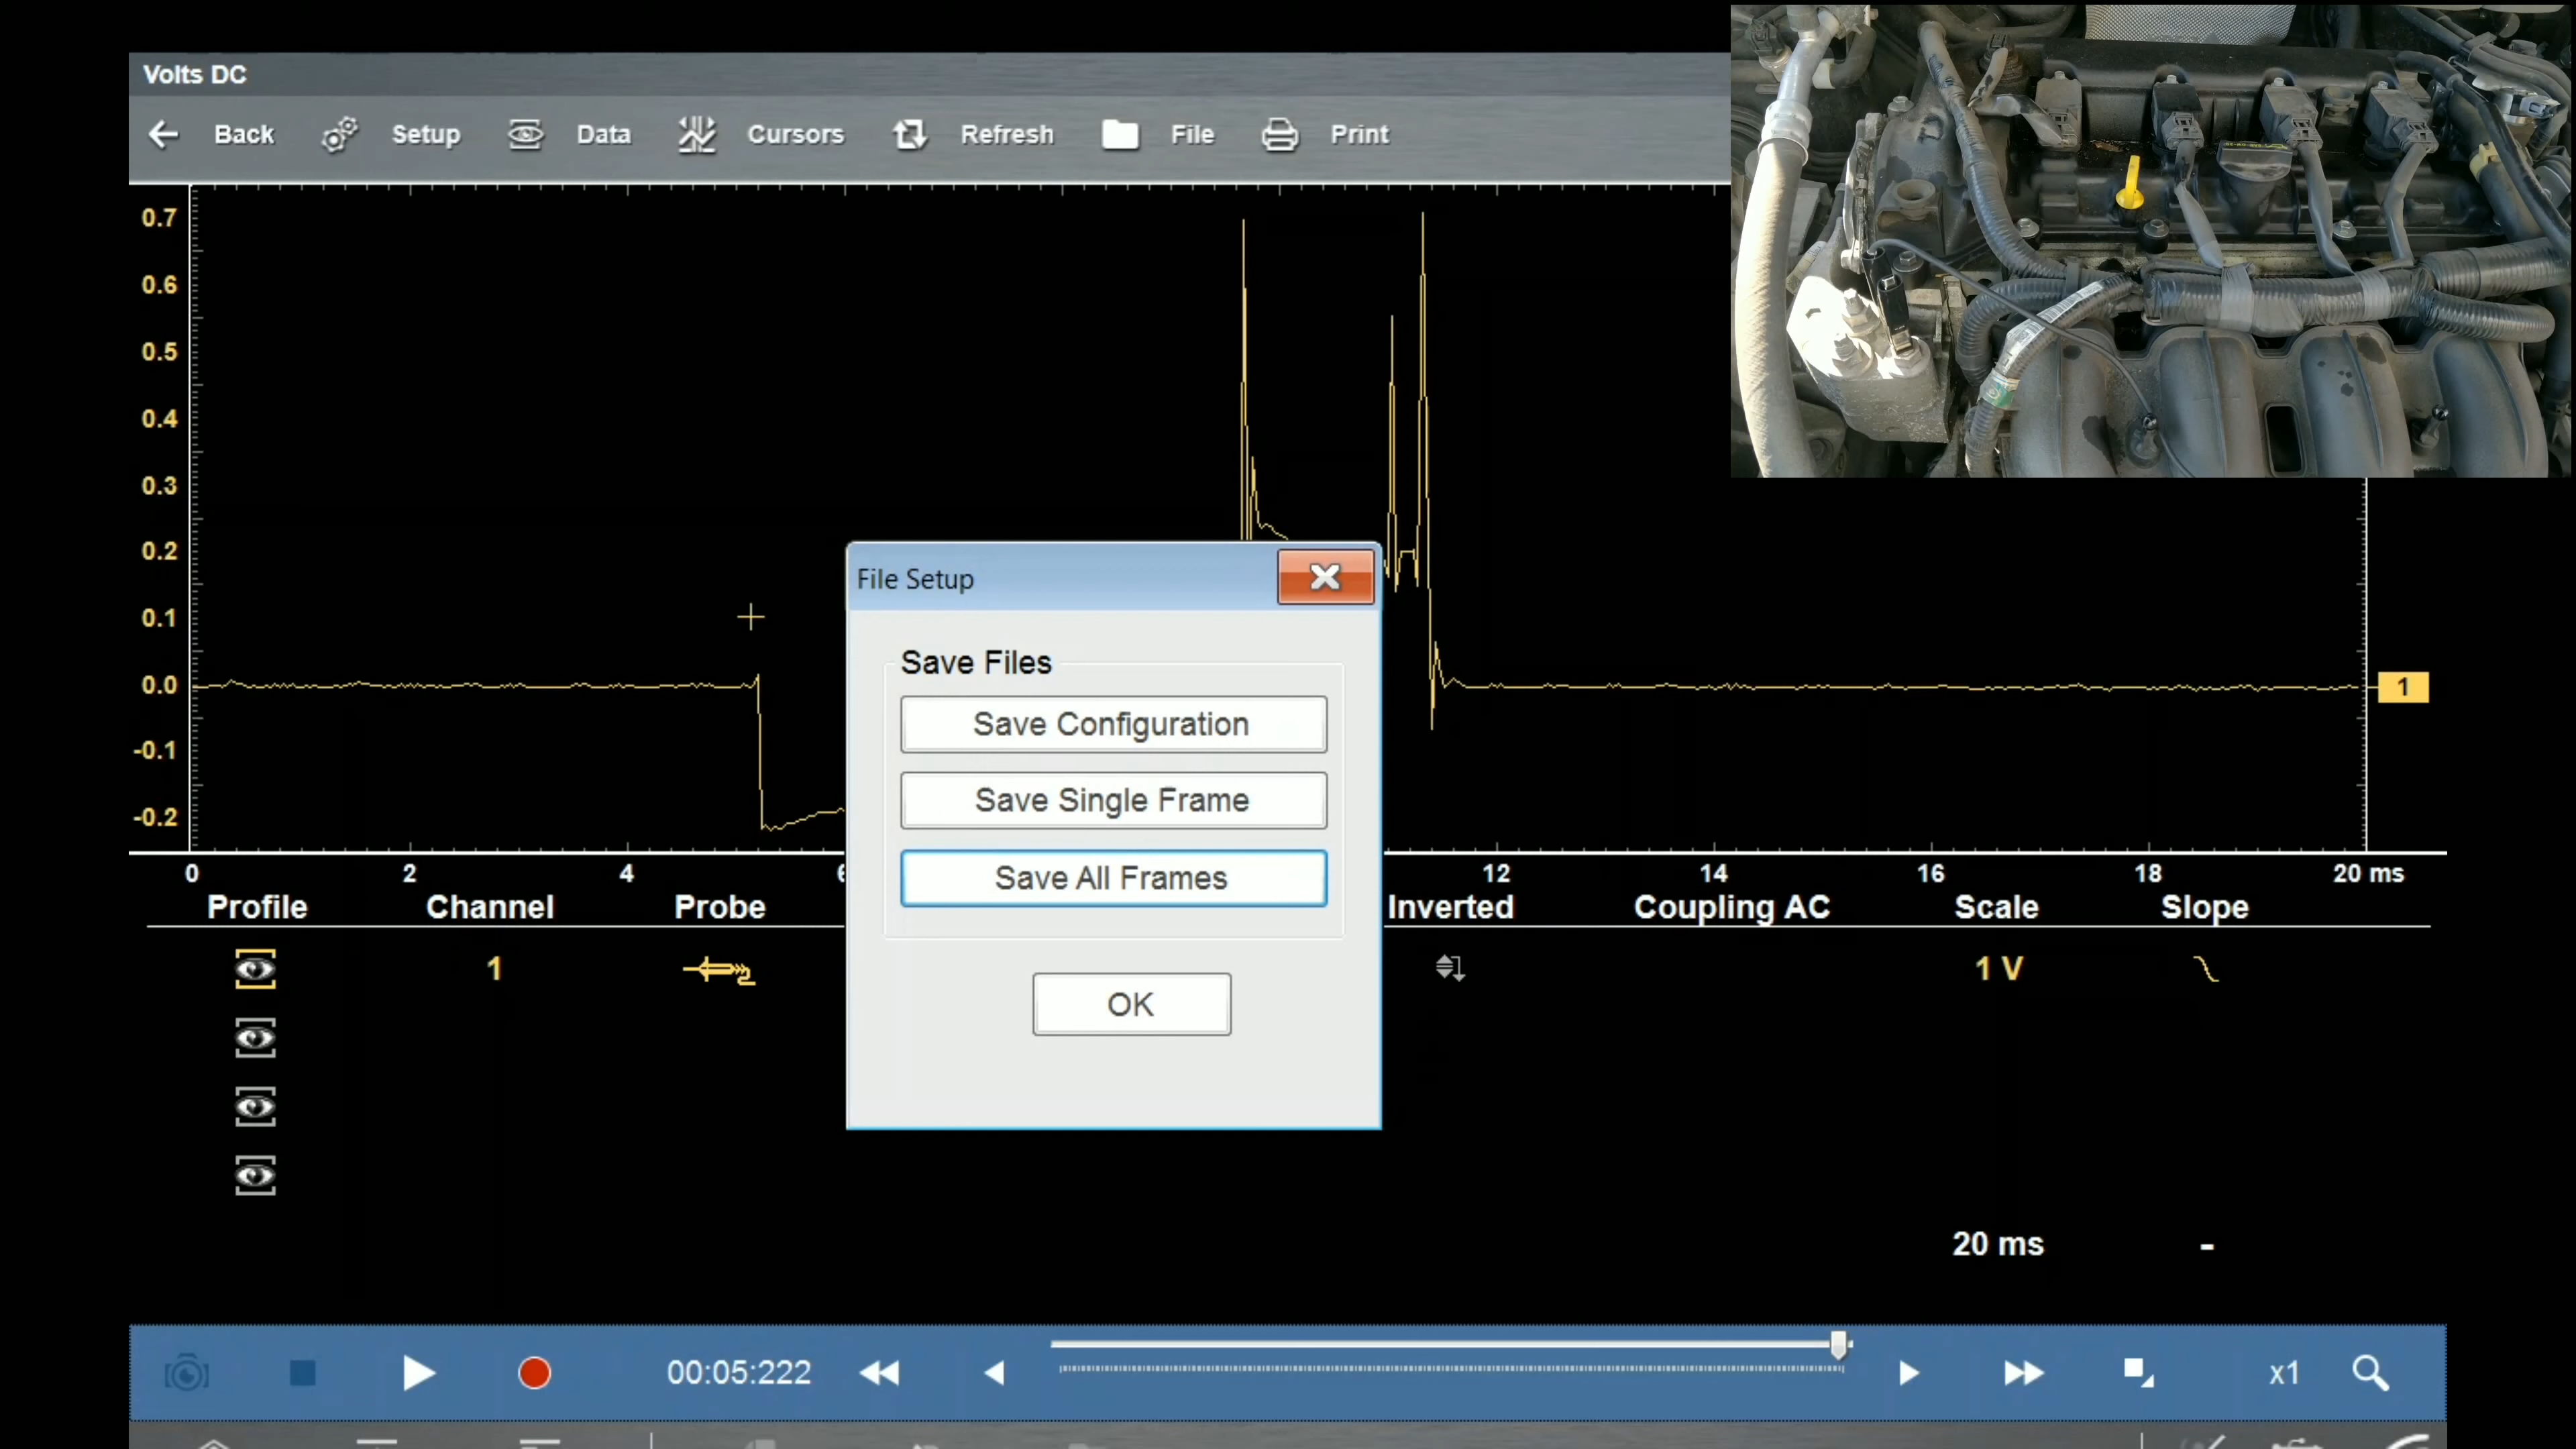 Volts DC
Back Setup Data Cursors Refresh File Print
0.7
0.6
0.5
0.4
0.3
0.2
0.1
0.0
-0.1
-0.2
1
File Setup
Save Files
Save Configuration
Save Single Frame
Save All Frames
OK
0 2 4 12 14 16 18 20 ms
Profile Channel Probe Inverted Coupling AC Scale Slope
1 1 V
20 ms -
00:05:222 x1